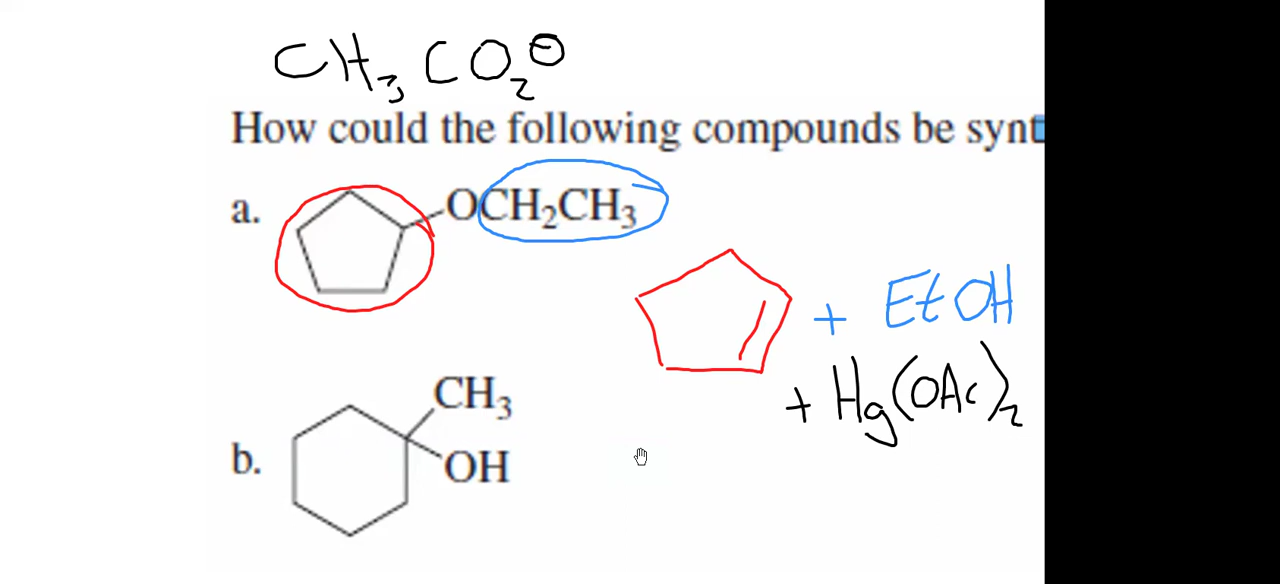 CH₃CO₂⊖
How could the following compounds be synt
a. OCH₂CH₃
+ EtOH
+ Hg(OAc)₂
CH₃
b. OH